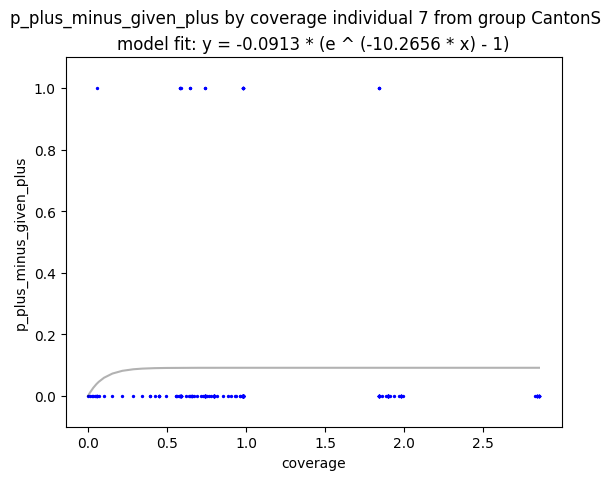 p_plus_minus_given_plus by coverage individual 7 from group CantonS
model fit: y = -0.0913 * (e ^ (-10.2656 * x) - 1)
1.0
0.8
0.6
0.4
0.2
0.0
p_plus_minus_given_plus
0.0 0.5 1.0 1.5 2.0 2.5
coverage